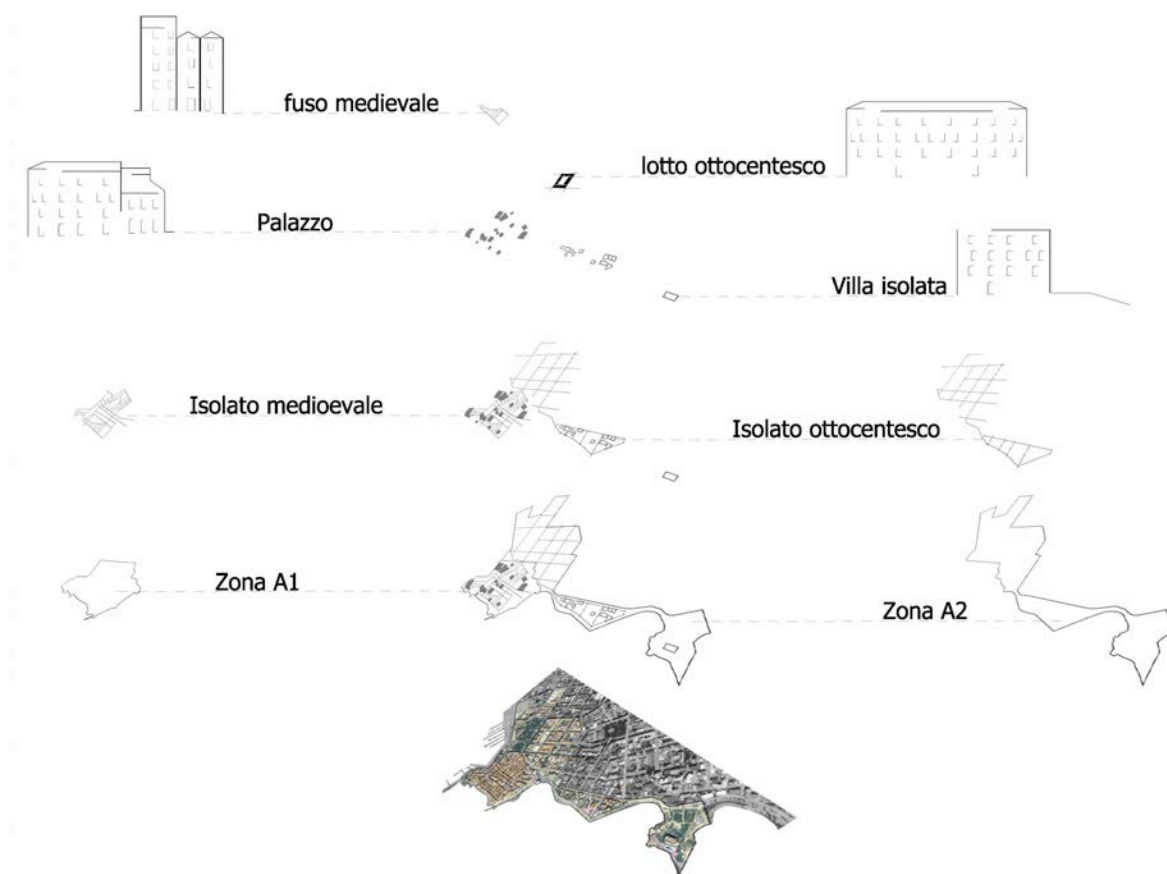 fuso medievale
lotto ottocentesco
Palazzo
Villa isolata
Isolato medioevale
Isolato ottocentesco
Zona A1
Zona A2